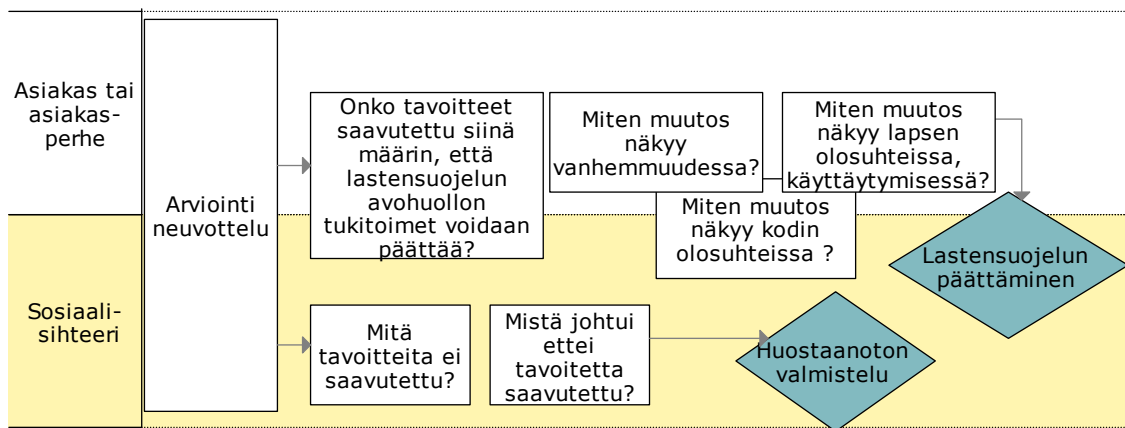 Asiakas tai
asiakas-
perhe
Arviointi
neuvottelu
Onko tavoitteet
saavutettu siinä
määrin, että
lastensuojelun
avohuollon
tukitoimet voidaan
päättää?
Miten muutos
näkyy
vanhemmuudessa?
Miten muutos
näkyy kodin
olosuhteissa ?
Miten muutos
näkyy lapsen
olosuhteissa,
käyttäytymisessä?
Lastensuojelun
päättäminen
Sosiaali-
sihteeri
Mitä
tavoitteita ei
saavutettu?
Mistä johtui
ettei
tavoitetta
saavutettu?
Huostaanoton
valmistelu